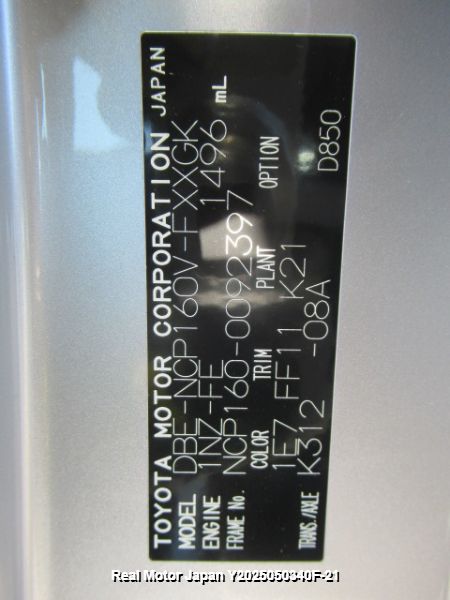 TOYOTA MOTOR CORPORATION JAPAN
MODEL DBE-NCP160V-FXXGK
ENGINE 1NZ-FE 1496 mL
FRAME No. NCP160-0092397
COLOR TRIM PLANT OPTION
1E7 FF11 K21
TRANS./AXLE K312 -08A D850
Real Motor Japan Y2025050340F-21